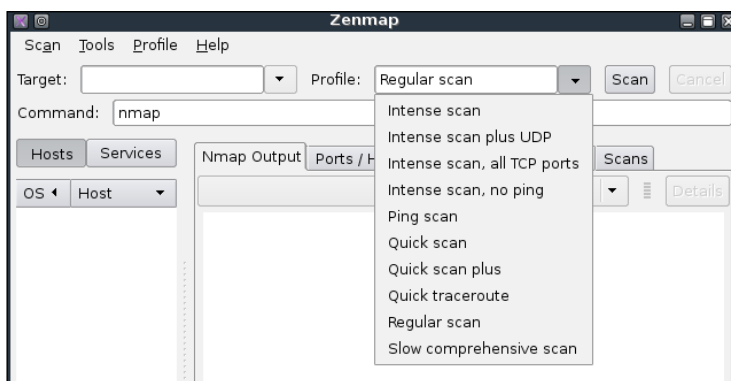 Zenmap
Scan Tools Profile Help
Target: Profile: Regular scan Scan Cancel
Command: nmap
Hosts Services
OS Host
Nmap Output Ports / H Scans
Details
Intense scan
Intense scan plus UDP
Intense scan, all TCP ports
Intense scan, no ping
Ping scan
Quick scan
Quick scan plus
Quick traceroute
Regular scan
Slow comprehensive scan